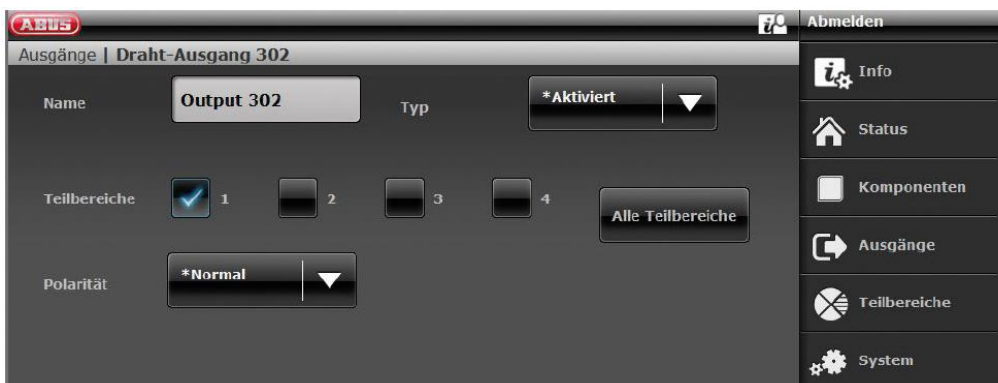 ABUS
Abmelden
Ausgänge | Draht-Ausgang 302
Name
Output 302
Typ
*Aktiviert
Teilbereiche
1
2
3
4
Alle Teilbereiche
Polarität
*Normal
Info
Status
Komponenten
Ausgänge
Teilbereiche
System